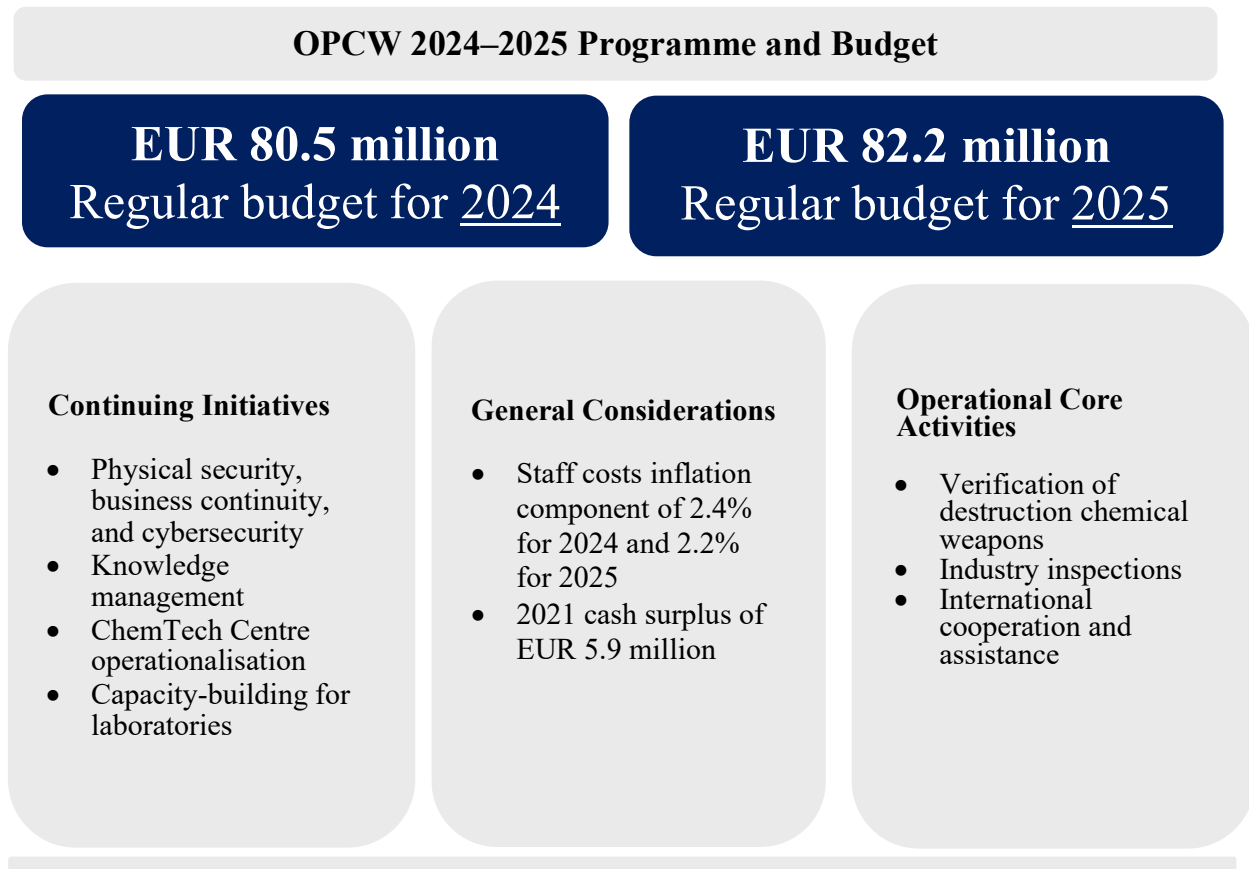 OPCW 2024–2025 Programme and Budget
EUR 80.5 million
Regular budget for 2024
EUR 82.2 million
Regular budget for 2025
Continuing Initiatives
• Physical security,
business continuity,
and cybersecurity
• Knowledge
management
• ChemTech Centre
operationalisation
• Capacity-building for
laboratories
General Considerations
• Staff costs inflation
component of 2.4%
for 2024 and 2.2%
for 2025
• 2021 cash surplus of
EUR 5.9 million
Operational Core
Activities
• Verification of
destruction chemical
weapons
• Industry inspections
• International
cooperation and
assistance